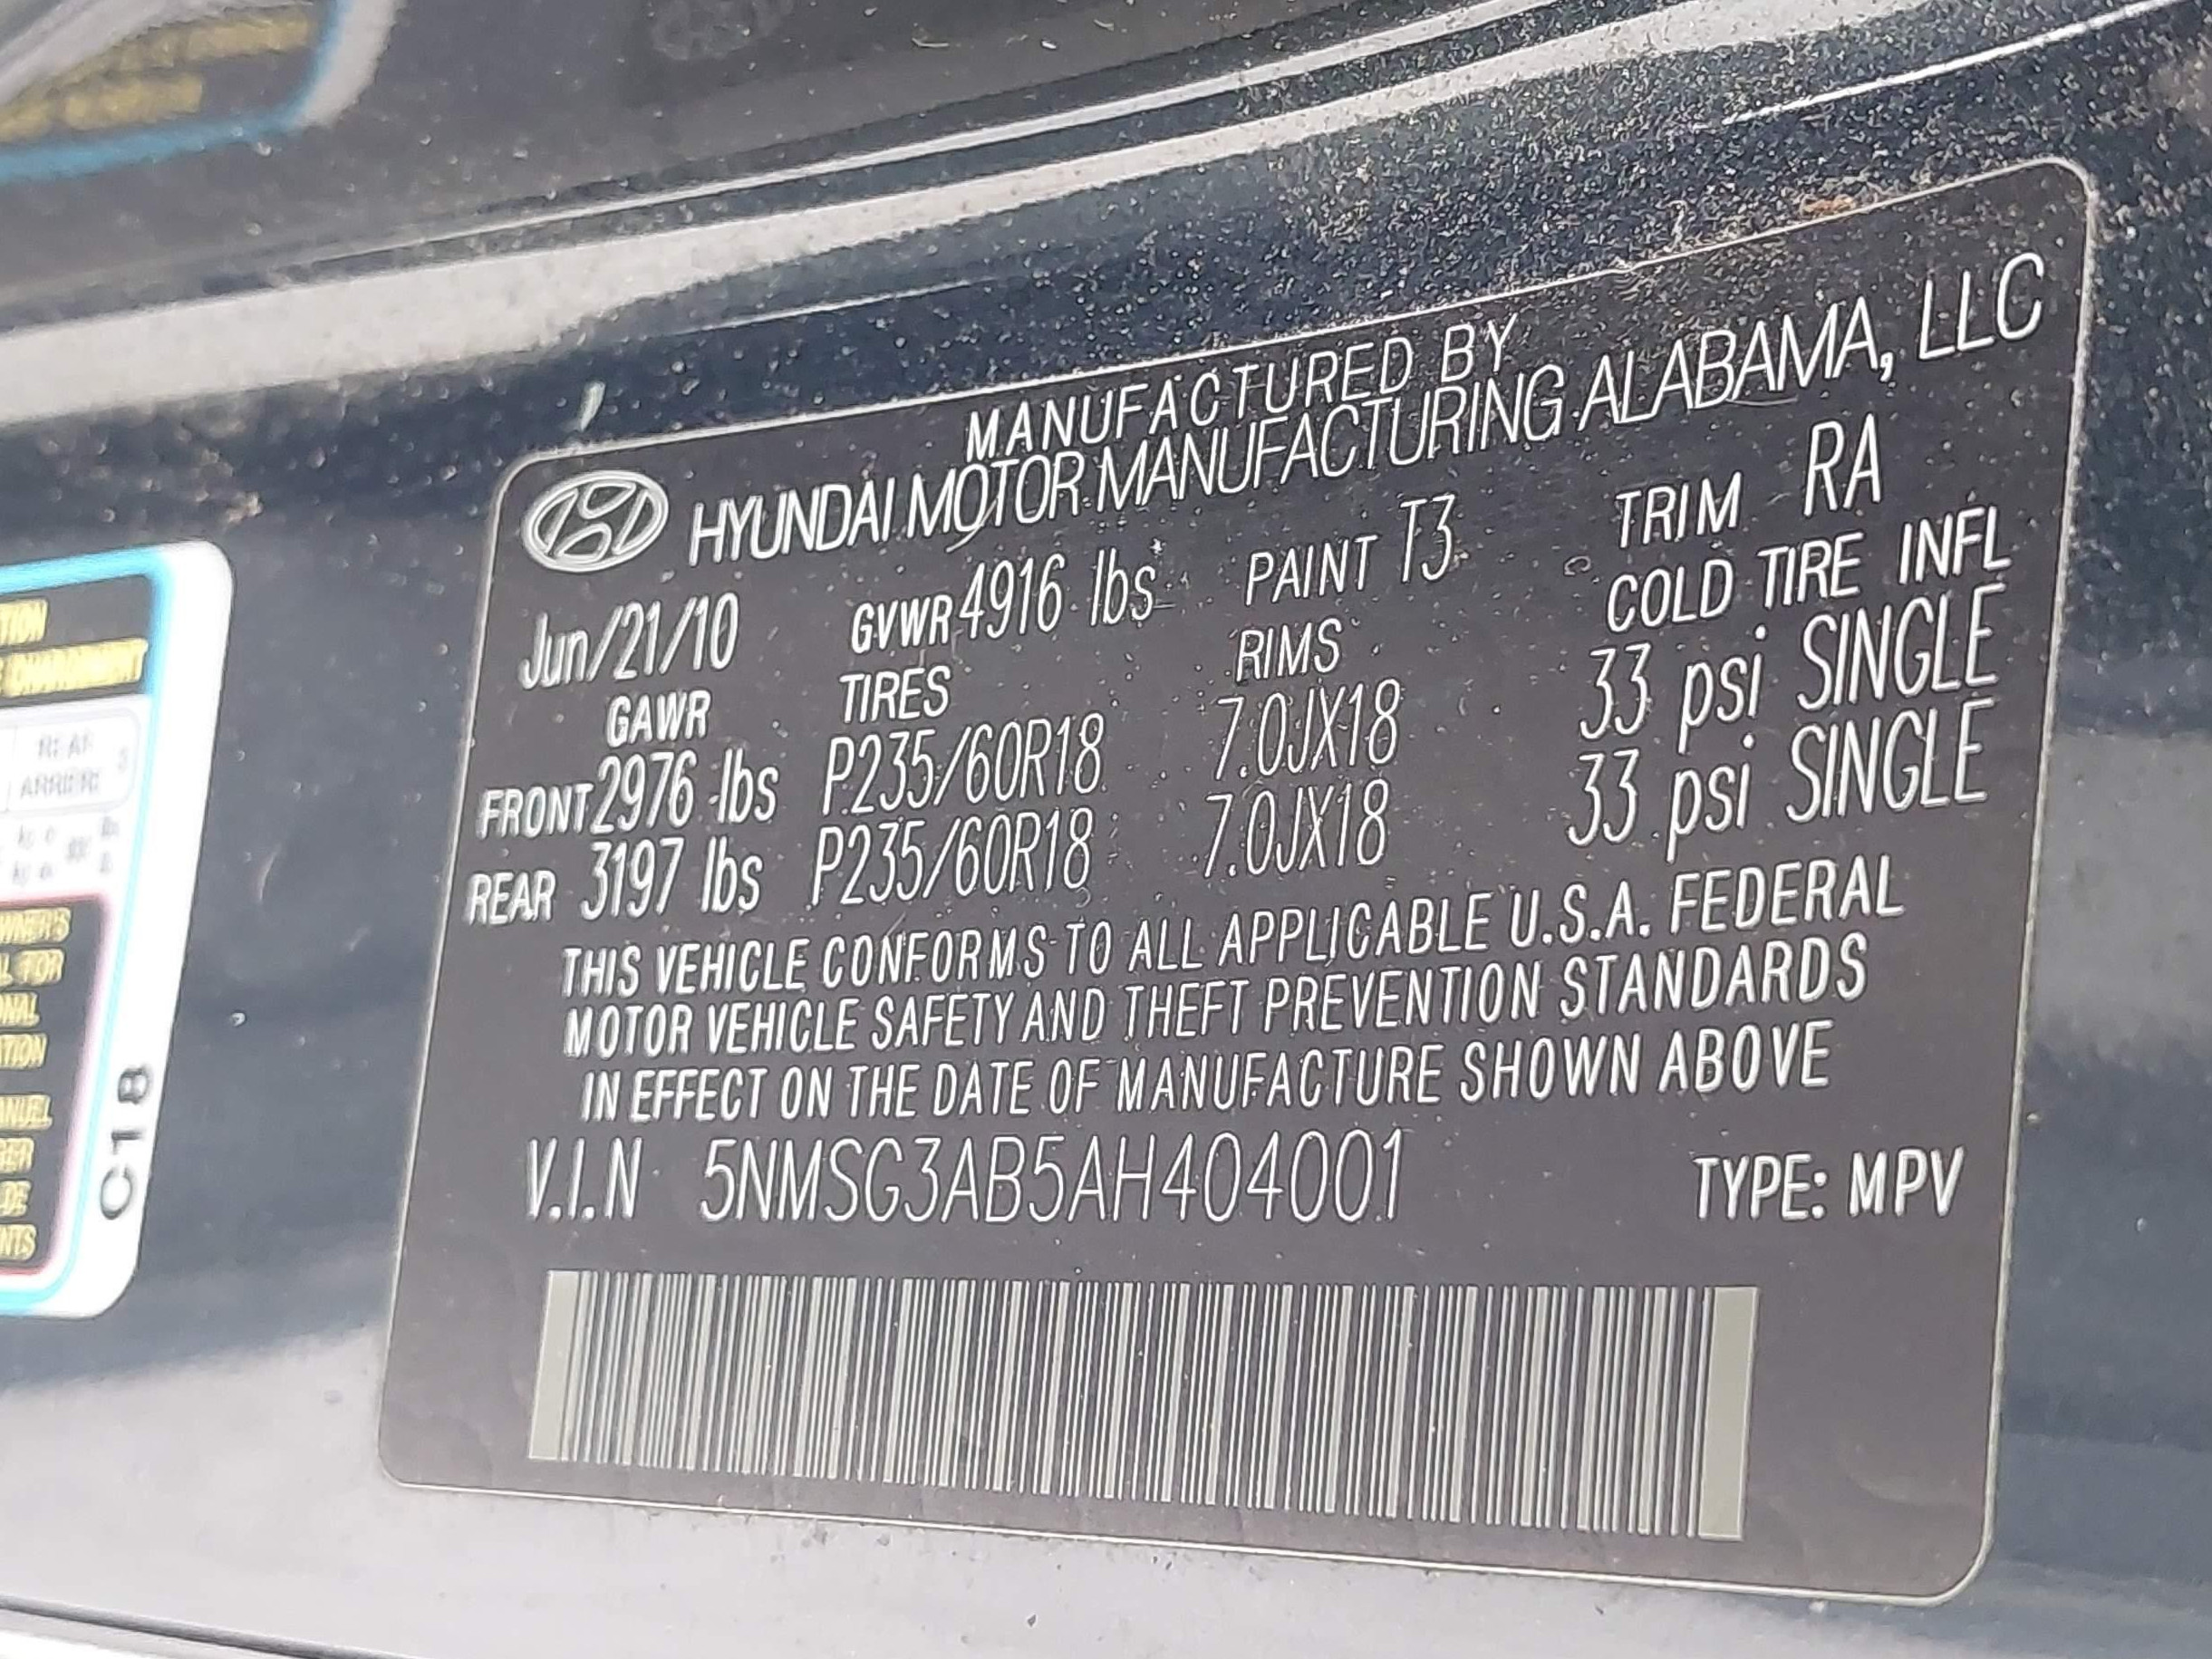 MANUFACTURED BY
HYUNDAI MOTOR MANUFACTURING ALABAMA, LLC
Jun/21/10 GVWR 4916 lbs PAINT T3 TRIM RA
GAWR TIRES RIMS COLD TIRE INFL
FRONT 2976 lbs P235/60R18 7.0JX18 33 psi SINGLE
REAR 3197 lbs P235/60R18 7.0JX18 33 psi SINGLE
THIS VEHICLE CONFORMS TO ALL APPLICABLE U.S.A. FEDERAL
MOTOR VEHICLE SAFETY AND THEFT PREVENTION STANDARDS
IN EFFECT ON THE DATE OF MANUFACTURE SHOWN ABOVE
V.I.N 5NMSG3AB5AH404001 TYPE: MPV
C18